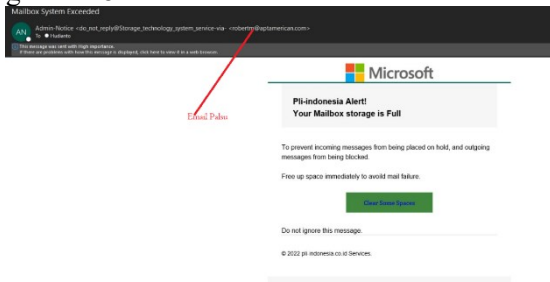 Mailbox System Exceeded
AN
Admin-Notice <do_not_reply@Storage_technology_system_service-via- <robertm@aptamerican.com>
To Hudianto
This message was sent with High importance.
If there are problems with how this message is displayed, click here to view it in a web browser.
Email Palsu
Microsoft
Pli-indonesia Alert!
Your Mailbox storage is Full
To prevent incoming messages from being placed on hold, and outgoing
messages from being blocked.
Free up space immediately to avoild mail failure.
Clear Some Spaces
Do not ignore this message.
© 2022 pli-indonesia.co.id Services.